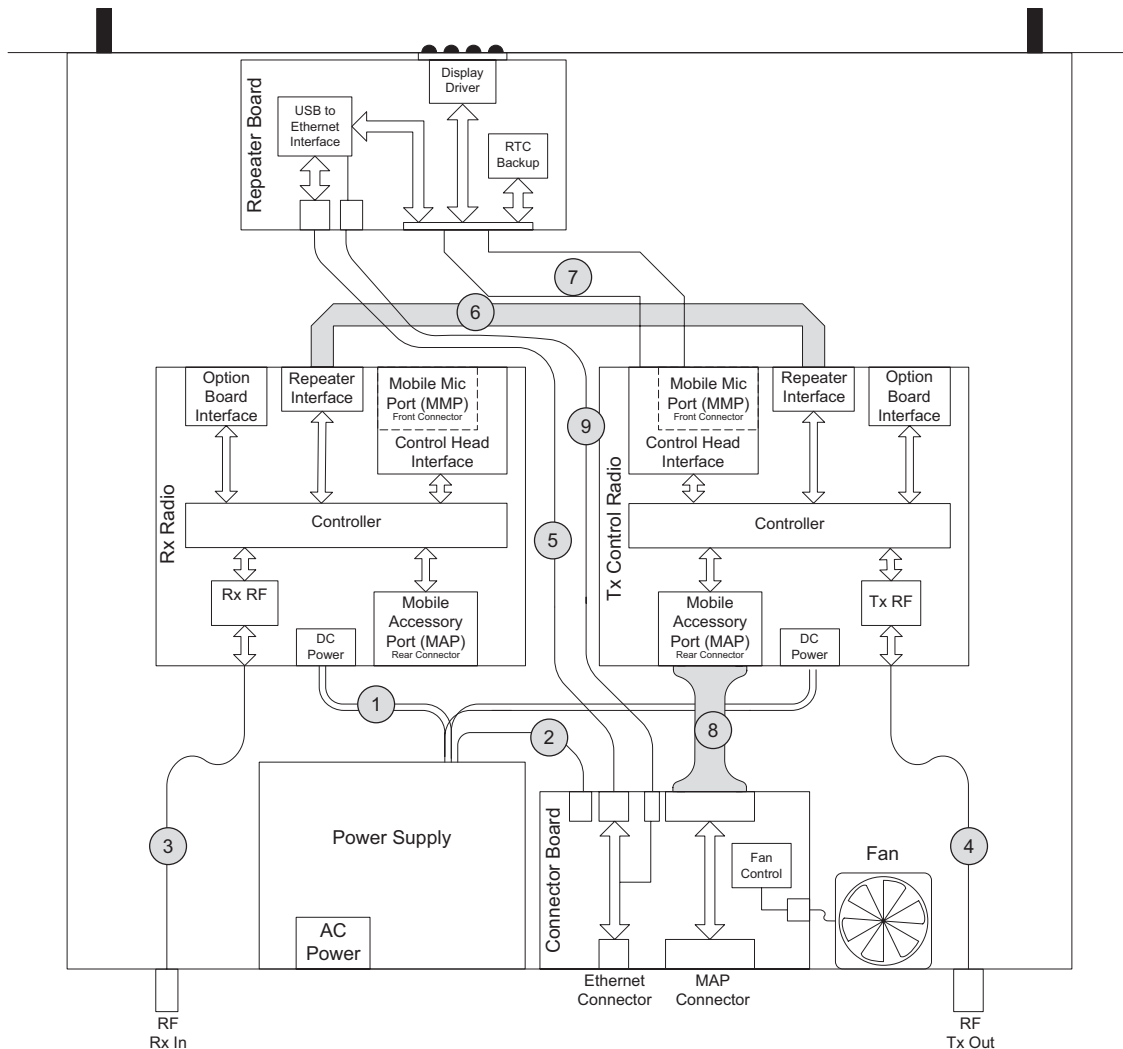 Repeater Board
Display
Driver
USB to
Ethernet
Interface
RTC
Backup
7
6
Rx Radio
Option
Board
Interface
Repeater
Interface
Mobile Mic
Port (MMP)
Front Connector
Control Head
Interface
Controller
Rx RF
Mobile
Accessory
Port (MAP)
Rear Connector
DC
Power
9
5
Tx Control Radio
Mobile Mic
Port (MMP)
Front Connector
Control Head
Interface
Repeater
Interface
Option
Board
Interface
Controller
Mobile
Accessory
Port (MAP)
Rear Connector
DC
Power
Tx RF
1
2
8
3
4
Power Supply
AC
Power
Connector Board
Fan
Control
Fan
Ethernet
Connector
MAP
Connector
RF
Rx In
RF
Tx Out